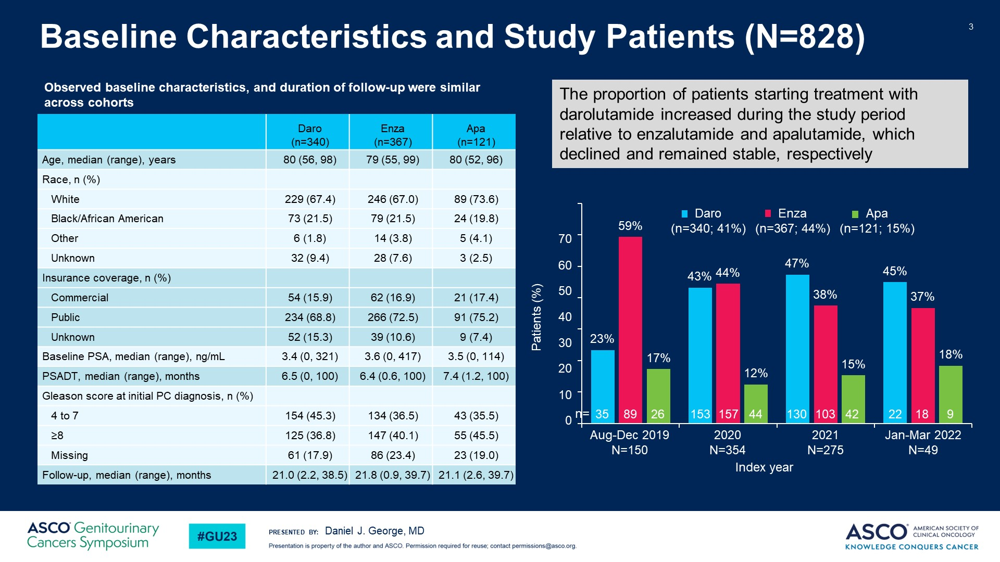 Baseline Characteristics and Study Patients (N=828)
3
Observed baseline characteristics, and duration of follow-up were similar
across cohorts
Daro (n=340) Enza (n=367) Apa (n=121)
Age, median (range), years 80 (56, 98) 79 (55, 99) 80 (52, 96)
Race, n (%)
White 229 (67.4) 246 (67.0) 89 (73.6)
Black/African American 73 (21.5) 79 (21.5) 24 (19.8)
Other 6 (1.8) 14 (3.8) 5 (4.1)
Unknown 32 (9.4) 28 (7.6) 3 (2.5)
Insurance coverage, n (%)
Commercial 54 (15.9) 62 (16.9) 21 (17.4)
Public 234 (68.8) 266 (72.5) 91 (75.2)
Unknown 52 (15.3) 39 (10.6) 9 (7.4)
Baseline PSA, median (range), ng/mL 3.4 (0, 321) 3.6 (0, 417) 3.5 (0, 114)
PSADT, median (range), months 6.5 (0, 100) 6.4 (0.6, 100) 7.4 (1.2, 100)
Gleason score at initial PC diagnosis, n (%)
4 to 7 154 (45.3) 134 (36.5) 43 (35.5)
≥8 125 (36.8) 147 (40.1) 55 (45.5)
Missing 61 (17.9) 86 (23.4) 23 (19.0)
Follow-up, median (range), months 21.0 (2.2, 38.5) 21.8 (0.9, 39.7) 21.1 (2.6, 39.7)
The proportion of patients starting treatment with
darolutamide increased during the study period
relative to enzalutamide and apalutamide, which
declined and remained stable, respectively
Daro Enza Apa
(n=340; 41%) (n=367; 44%) (n=121; 15%)
Patients (%)
70
60
50
40
30
20
10
0
23% 59% 17%
43% 44% 12%
47% 38% 15%
45% 37% 18%
n= 35 89 26 153 157 44 130 103 42 22 18 9
Aug-Dec 2019 2020 2021 Jan-Mar 2022
N=150 N=354 N=275 N=49
Index year
ASCO Genitourinary
Cancers Symposium
#GU23
PRESENTED BY: Daniel J. George, MD
Presentation is property of the author and ASCO. Permission required for reuse; contact permissions@asco.org.
ASCO AMERICAN SOCIETY OF
CLINICAL ONCOLOGY
KNOWLEDGE CONQUERS CANCER